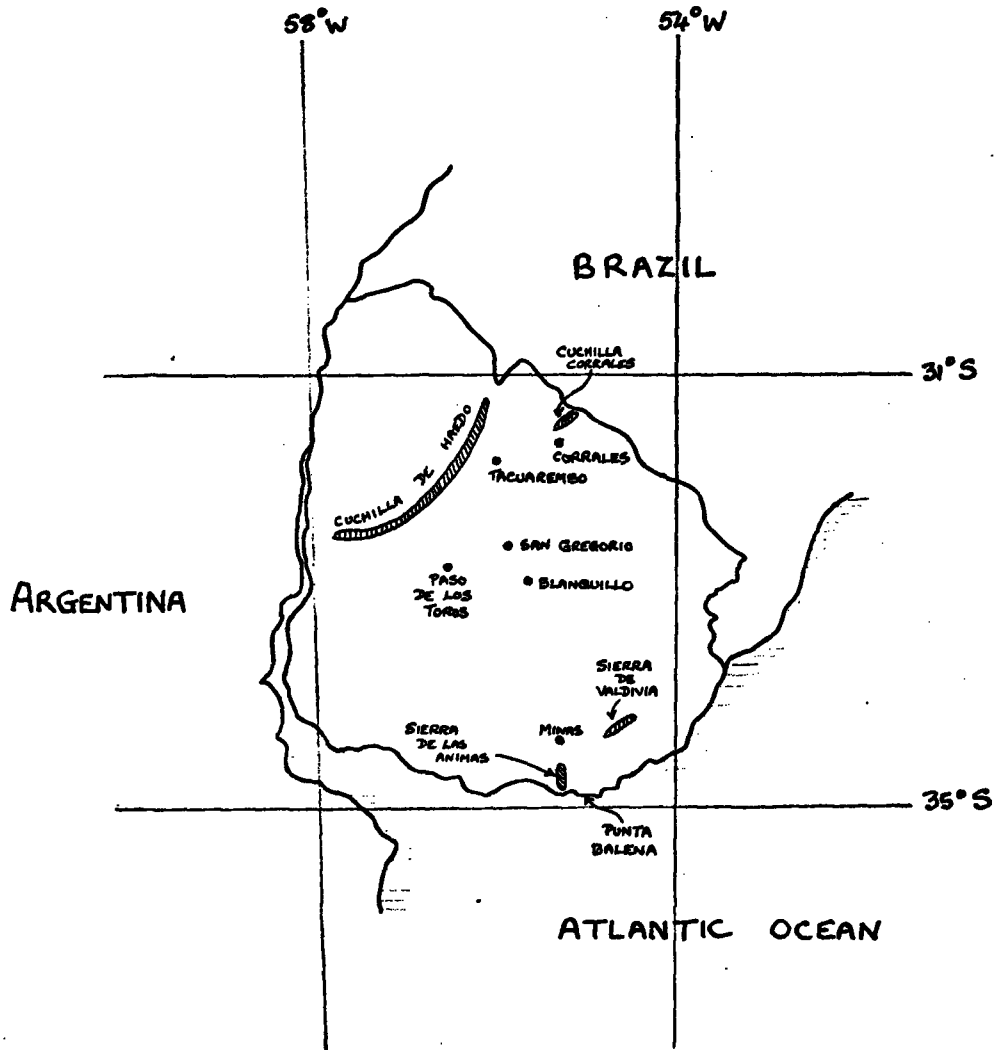 58°W
54°W
BRAZIL
CUCHILLA
CORRALES
31°S
CUCHILLA DE HAEDO
CORRALES
TACUAREMBO
SAN GREGORIO
PASO
DE LOS
TOROS
BLANQUILLO
ARGENTINA
SIERRA
DE
VALDIVIA
SIERRA
DE LAS
ANIMAS
MINAS
35°S
PUNTA
BALENA
ATLANTIC OCEAN